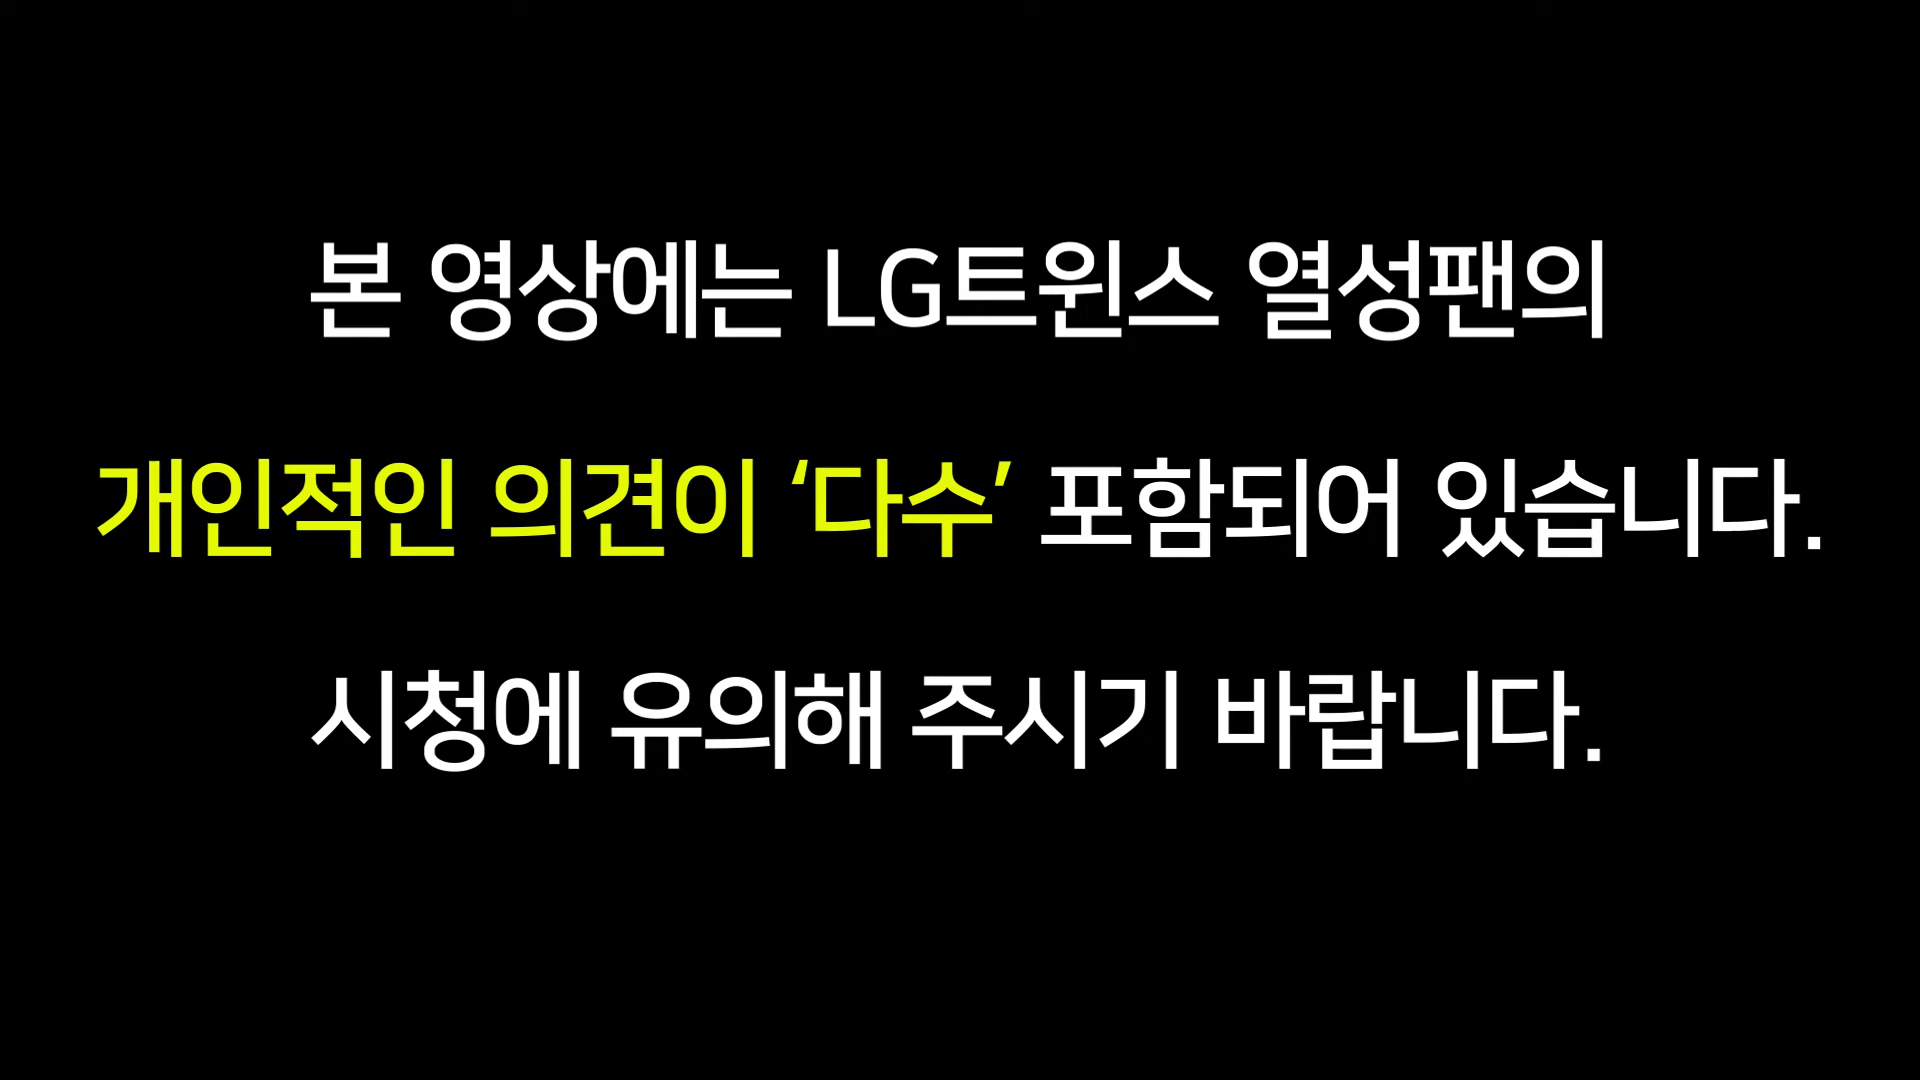 본 영상에는 LG트윈스 열성팬의
개인적인 의견이 ‘다수’ 포함되어 있습니다.
시청에 유의해 주시기 바랍니다.